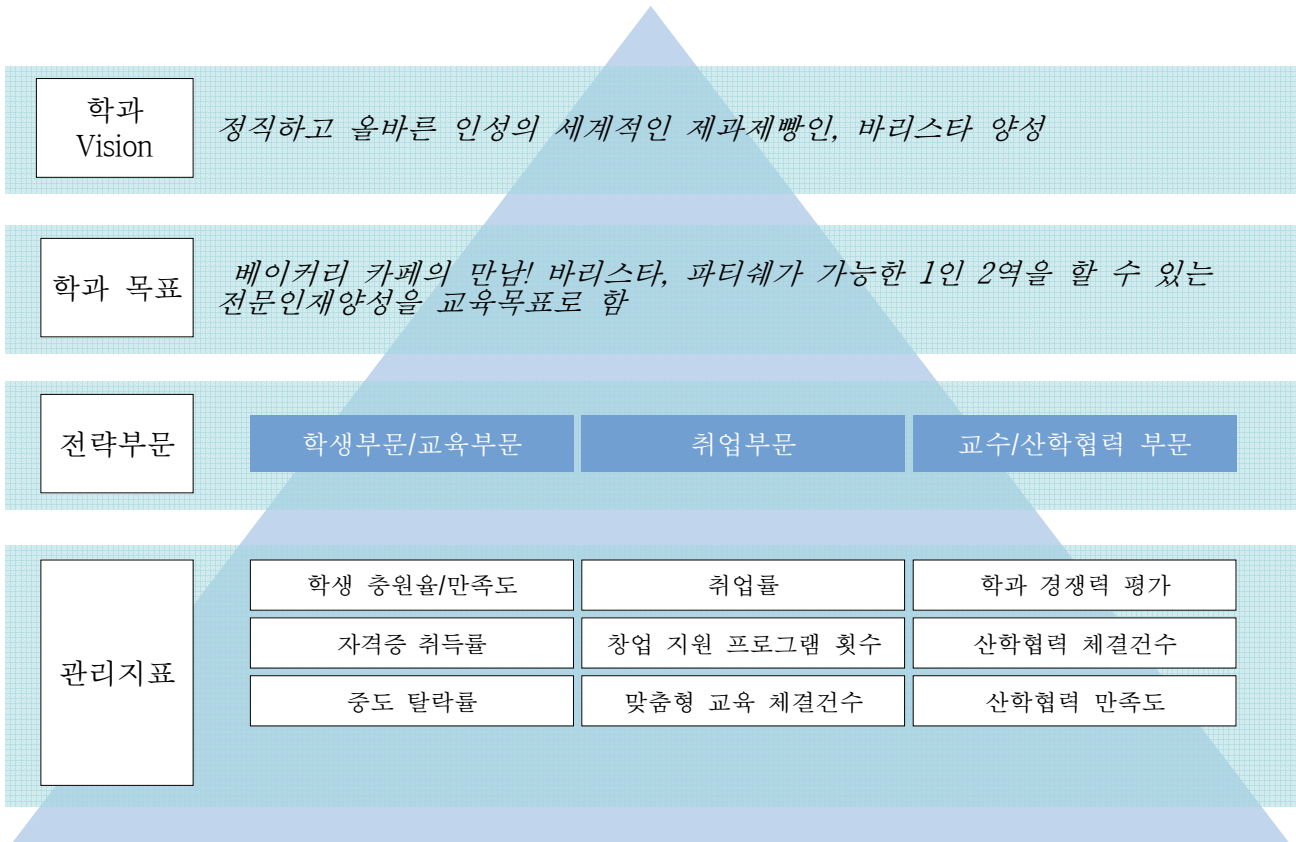 학과
Vision
정직하고 올바른 인성의 세계적인 제과제빵인, 바리스타 양성
학과 목표
베이커리 카페의 만남! 바리스타, 파티쉐가 가능한 1인 2역을 할 수 있는
전문인재양성을 교육목표로 함
전략부문
학생부문/교육부문
취업부문
교수/산학협력 부문
관리지표
학생 충원율/만족도
취업률
학과 경쟁력 평가
자격증 취득률
창업 지원 프로그램 횟수
산학협력 체결건수
중도 탈락률
맞춤형 교육 체결건수
산학협력 만족도